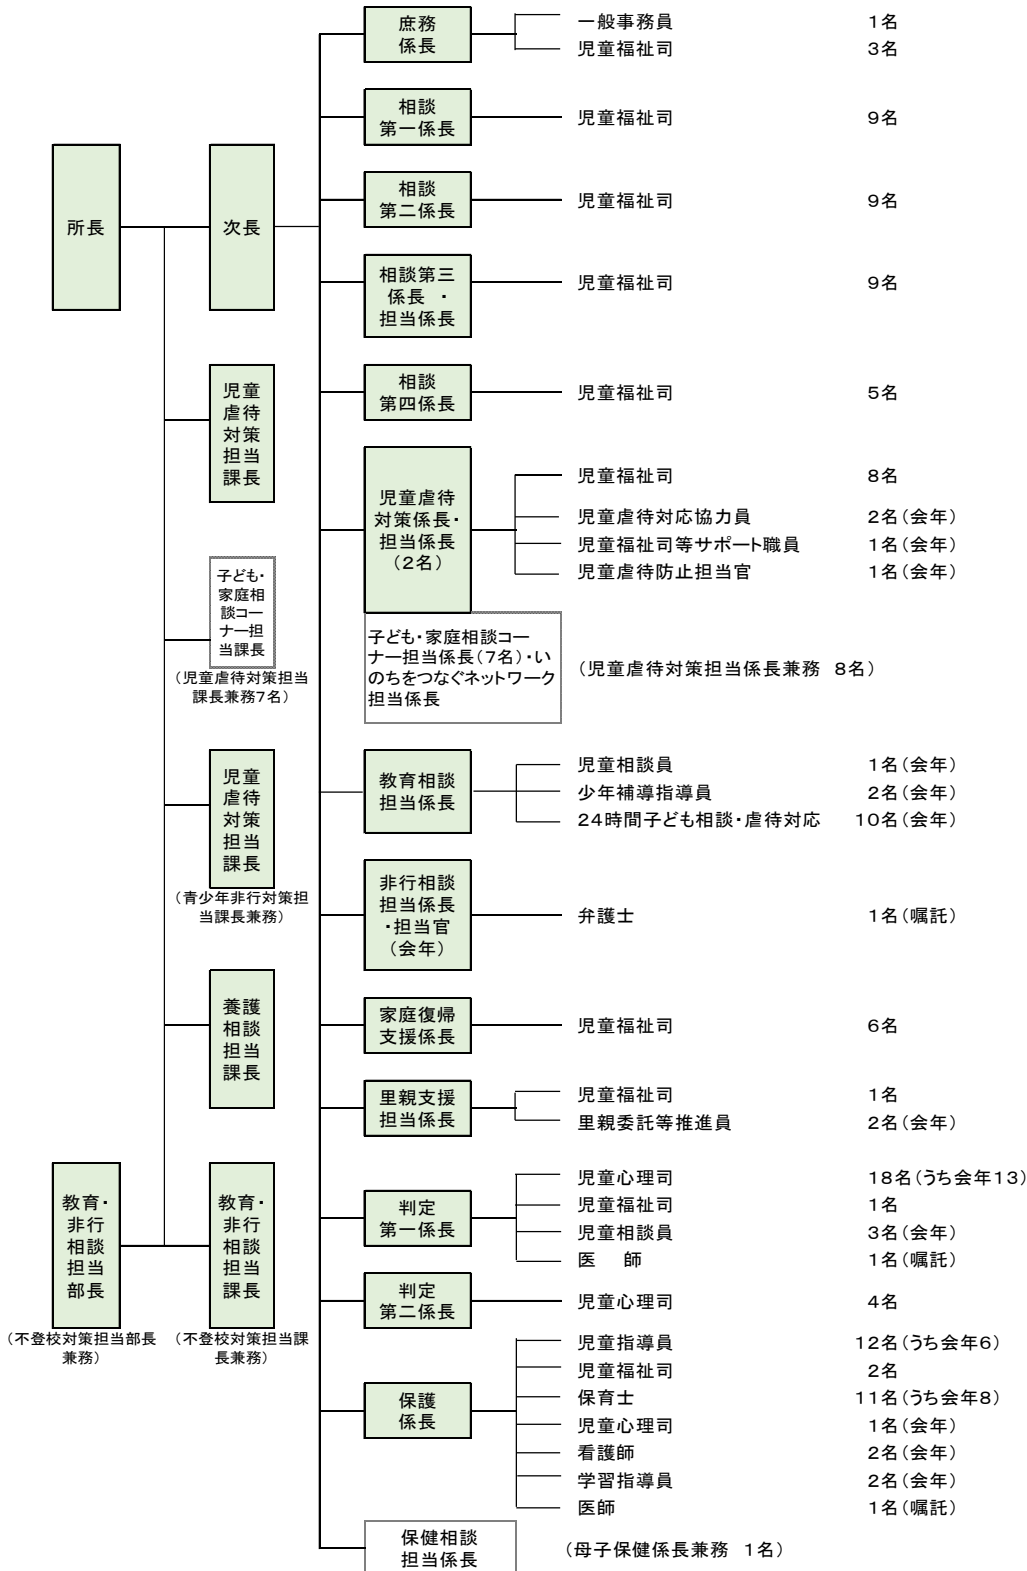 庶務
係長
一般事務員　1名
児童福祉司　3名
相談
第一係長
児童福祉司　9名
所長
次長
相談
第二係長
児童福祉司　9名
相談第三
係長　・
担当係長
児童福祉司　9名
児童
虐待
対策
担当
課長
相談
第四係長
児童福祉司　5名
児童虐待
対策係長・
担当係長
（2名）
児童福祉司　8名
児童虐待対応協力員　2名（会年）
児童福祉司等サポート職員　1名（会年）
児童虐待防止担当官　1名（会年）
子ども・
家庭相
談コー
ナー担
当課長
（児童虐待対策担当
課長兼務7名）
子ども・家庭相談コー
ナー担当係長（7名）・い
のちをつなぐネットワーク
担当係長
（児童虐待対策担当係長兼務　8名）
児童
虐待
対策
担当
課長
（青少年非行対策担
当課長兼務）
教育相談
担当係長
児童相談員　1名（会年）
少年補導指導員　2名（会年）
24時間子ども相談・虐待対応　10名（会年）
非行相談
担当係長
・担当官
（会年）
弁護士　1名（嘱託）
養護
相談
担当
課長
家庭復帰
支援係長
児童福祉司　6名
里親支援
担当係長
児童福祉司　1名
里親委託等推進員　2名（会年）
教育・
非行
相談
担当
部長
（不登校対策担当部長
兼務）
教育・
非行
相談
担当
課長
（不登校対策担当課
長兼務）
判定
第一係長
児童心理司　18名（うち会年13）
児童福祉司　1名
児童相談員　3名（会年）
医　師　1名（嘱託）
判定
第二係長
児童心理司　4名
保護
係長
児童指導員　12名（うち会年6）
児童福祉司　2名
保育士　11名（うち会年8）
児童心理司　1名（会年）
看護師　2名（会年）
学習指導員　2名（会年）
医師　1名（嘱託）
保健相談
担当係長
（母子保健係長兼務　1名）